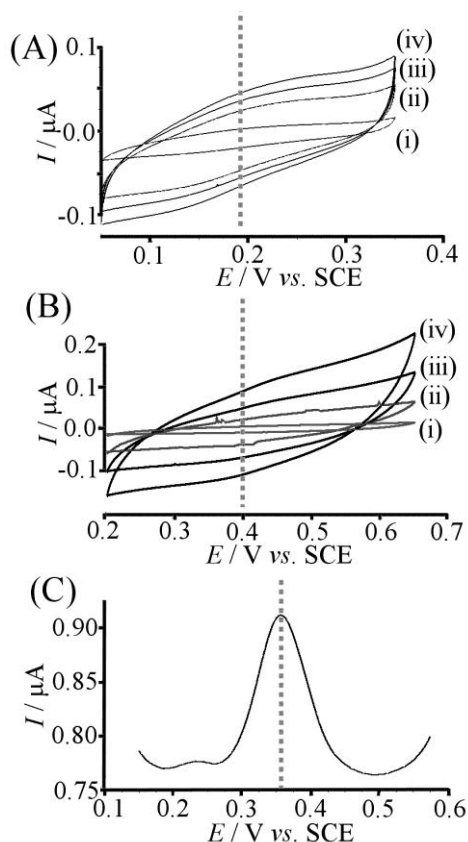 (A)
I / μA
0.1
-0.0
-0.1
(iv)
(iii)
(ii)
(i)
0.1 0.2 0.3 0.4
E / V vs. SCE
(B)
I / μA
0.2
0.1
0.0
-0.1
(iv)
(iii)
(ii)
(i)
0.2 0.3 0.4 0.5 0.6 0.7
E / V vs. SCE
(C)
I / μA
0.90
0.85
0.80
0.75
0.1 0.2 0.3 0.4 0.5 0.6
E / V vs. SCE